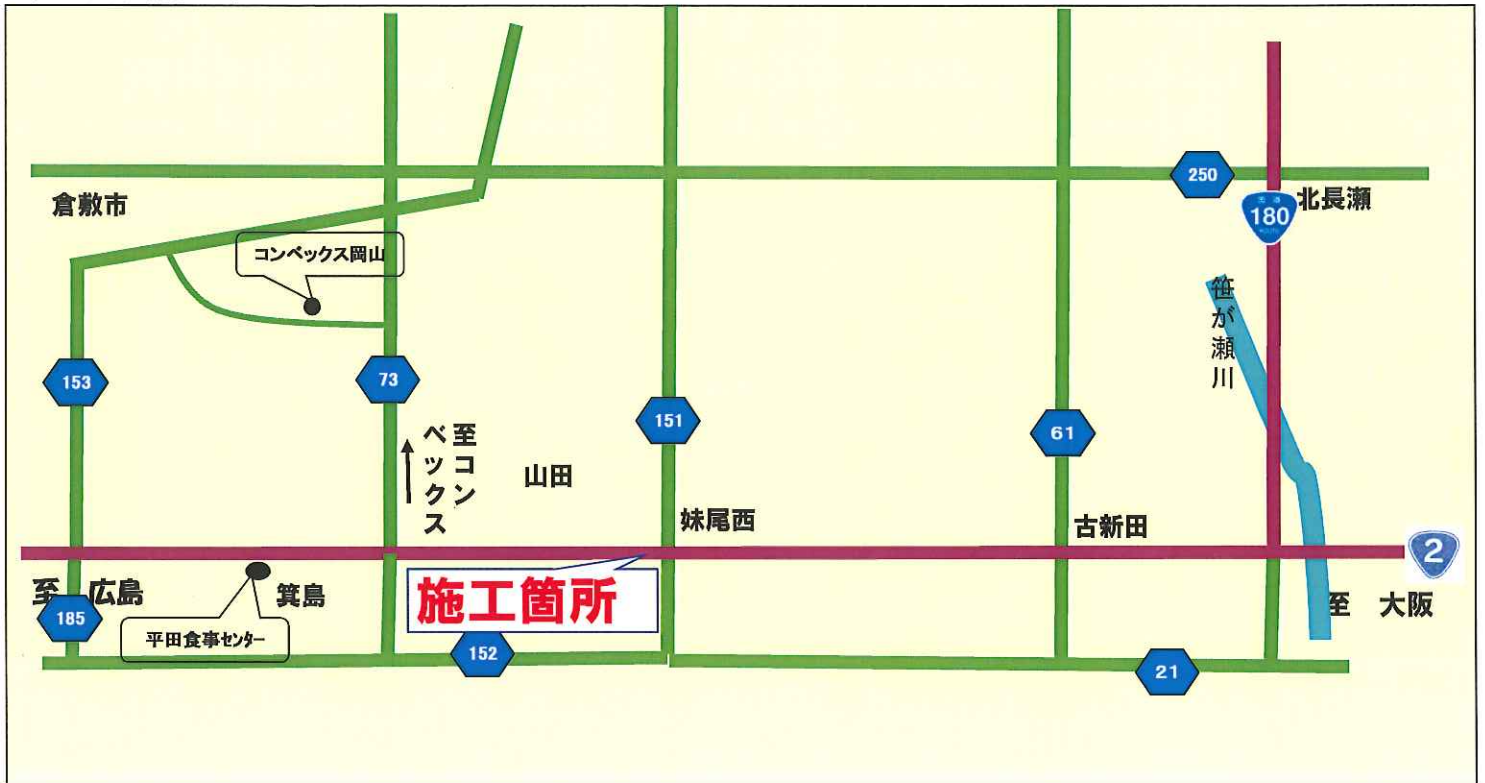 250
倉敷市
北長瀬
国道
180
ROUTE
コンベックス岡山
笹が瀬川
153
73
151
61
至コン
ベックス
山田
妹尾西
古新田
2
至 広島
箕島
施工箇所
至 大阪
185
平田食事センター
152
21